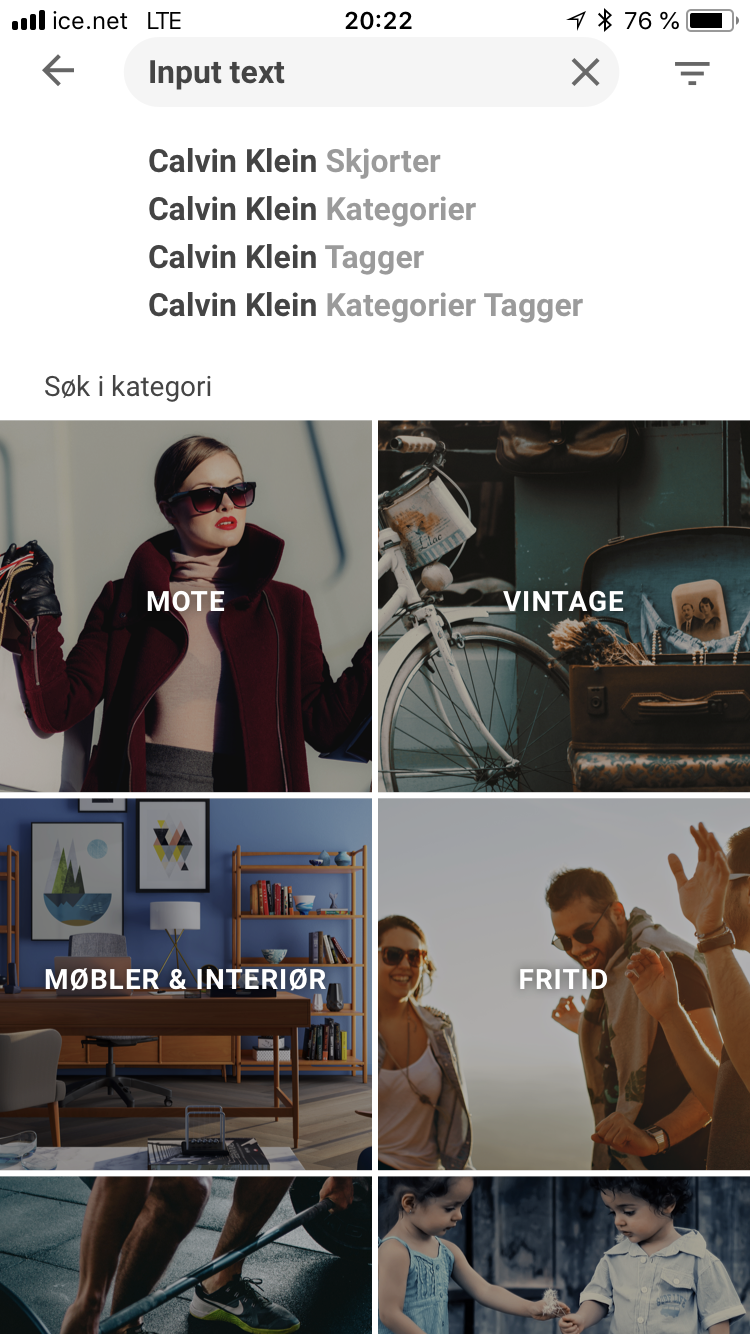 ice.net LTE 20:22 76 %
Input text
Calvin Klein Skjorter
Calvin Klein Kategorier
Calvin Klein Tagger
Calvin Klein Kategorier Tagger
Søk i kategori
MOTE
VINTAGE
Lilac
MØBLER & INTERIØR
FRITID